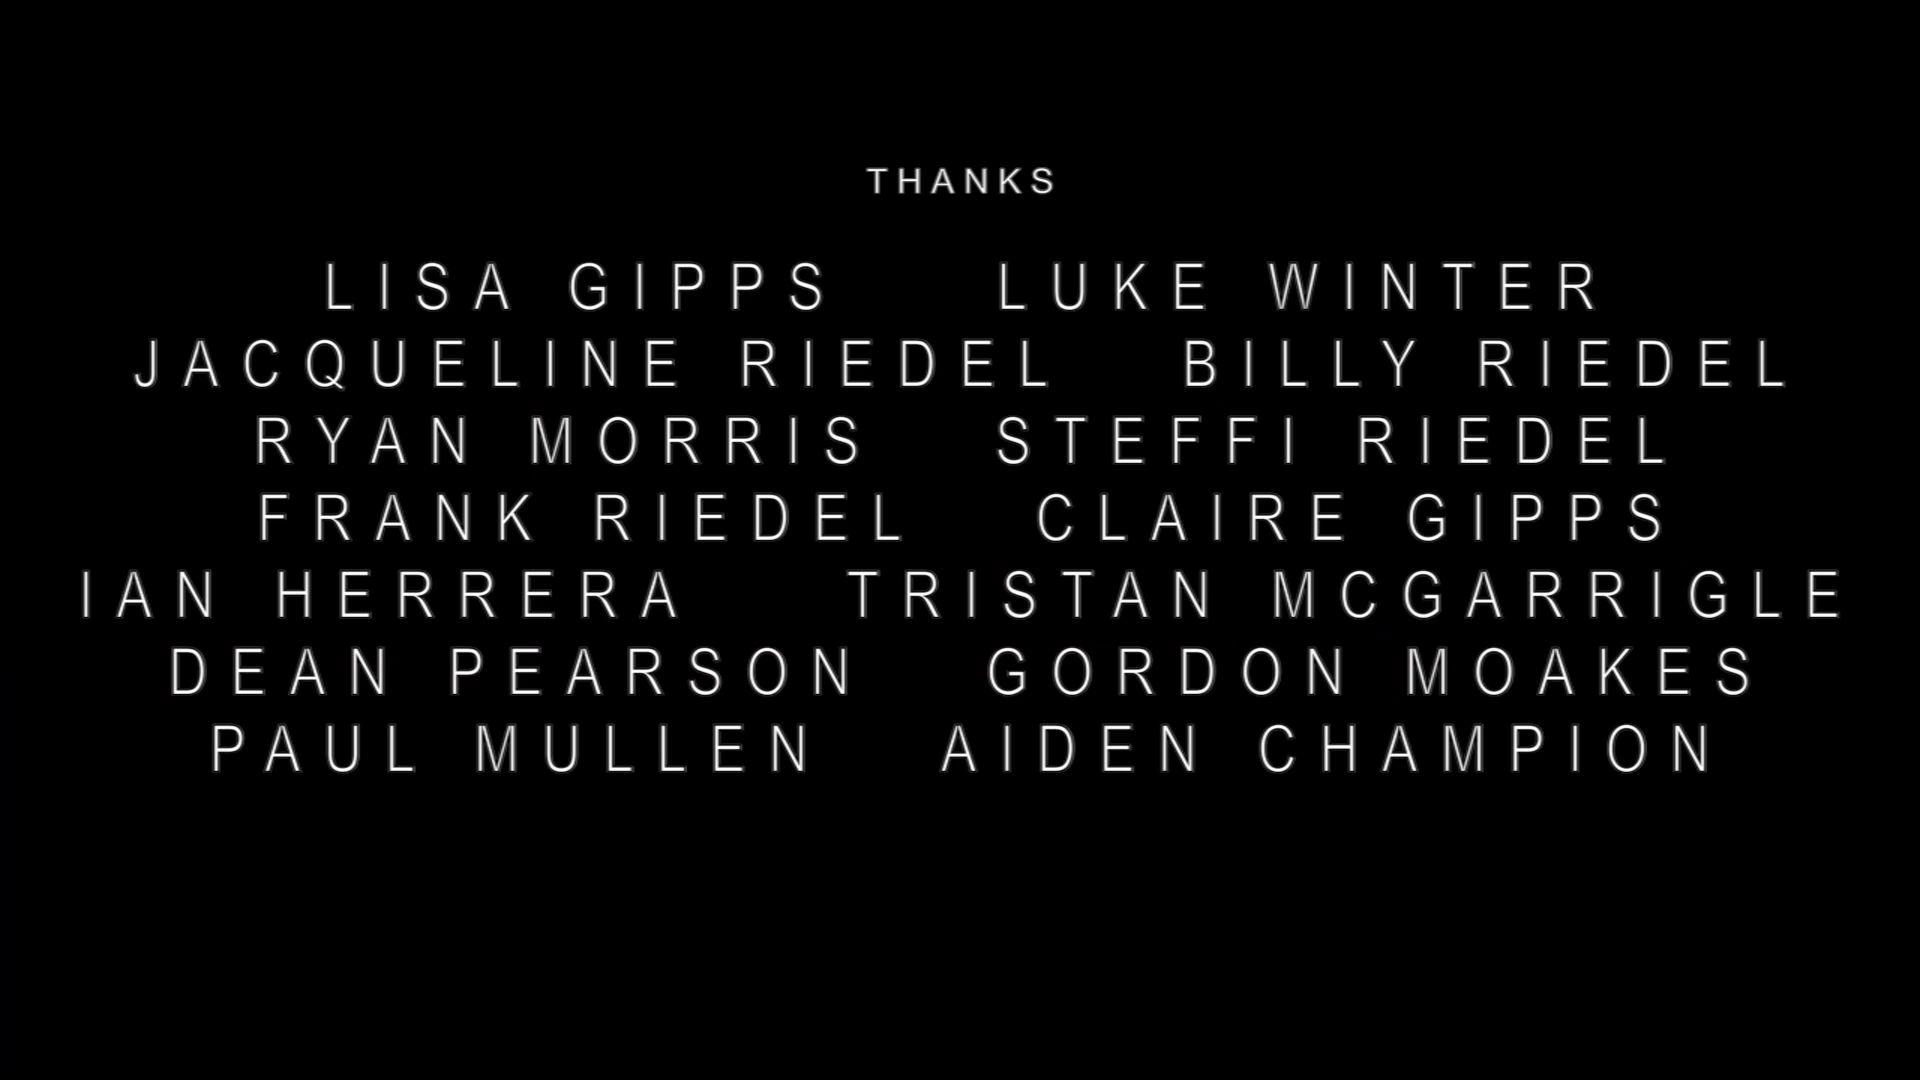 THANKS
LISA GIPPS LUKE WINTER
JACQUELINE RIEDEL BILLY RIEDEL
RYAN MORRIS STEFFI RIEDEL
FRANK RIEDEL CLAIRE GIPPS
IAN HERRERA TRISTAN MCGARRIGLE
DEAN PEARSON GORDON MOAKES
PAUL MULLEN AIDEN CHAMPION